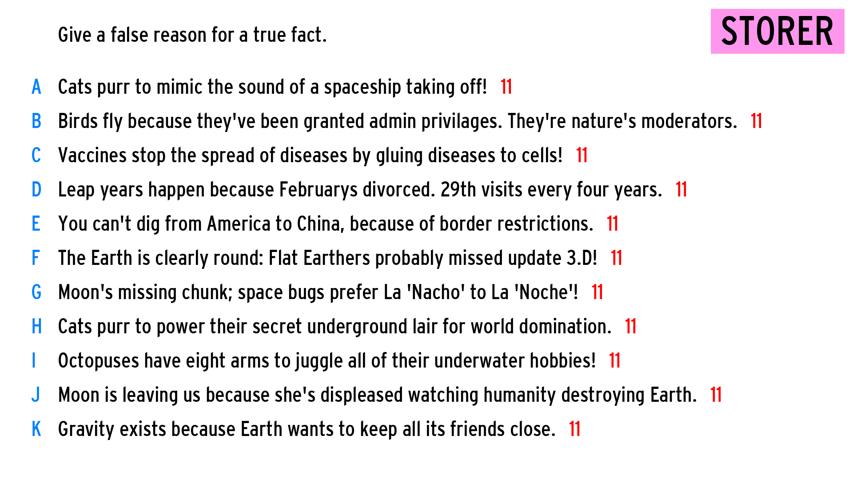 Give a false reason for a true fact.
STORER
A Cats purr to mimic the sound of a spaceship taking off! 11
B Birds fly because they've been granted admin privilages. They're nature's moderators. 11
C Vaccines stop the spread of diseases by gluing diseases to cells! 11
D Leap years happen because Februarys divorced. 29th visits every four years. 11
E You can't dig from America to China, because of border restrictions. 11
F The Earth is clearly round: Flat Earthers probably missed update 3.D! 11
G Moon's missing chunk; space bugs prefer La 'Nacho' to La 'Noche'! 11
H Cats purr to power their secret underground lair for world domination. 11
I Octopuses have eight arms to juggle all of their underwater hobbies! 11
J Moon is leaving us because she's displeased watching humanity destroying Earth. 11
K Gravity exists because Earth wants to keep all its friends close. 11